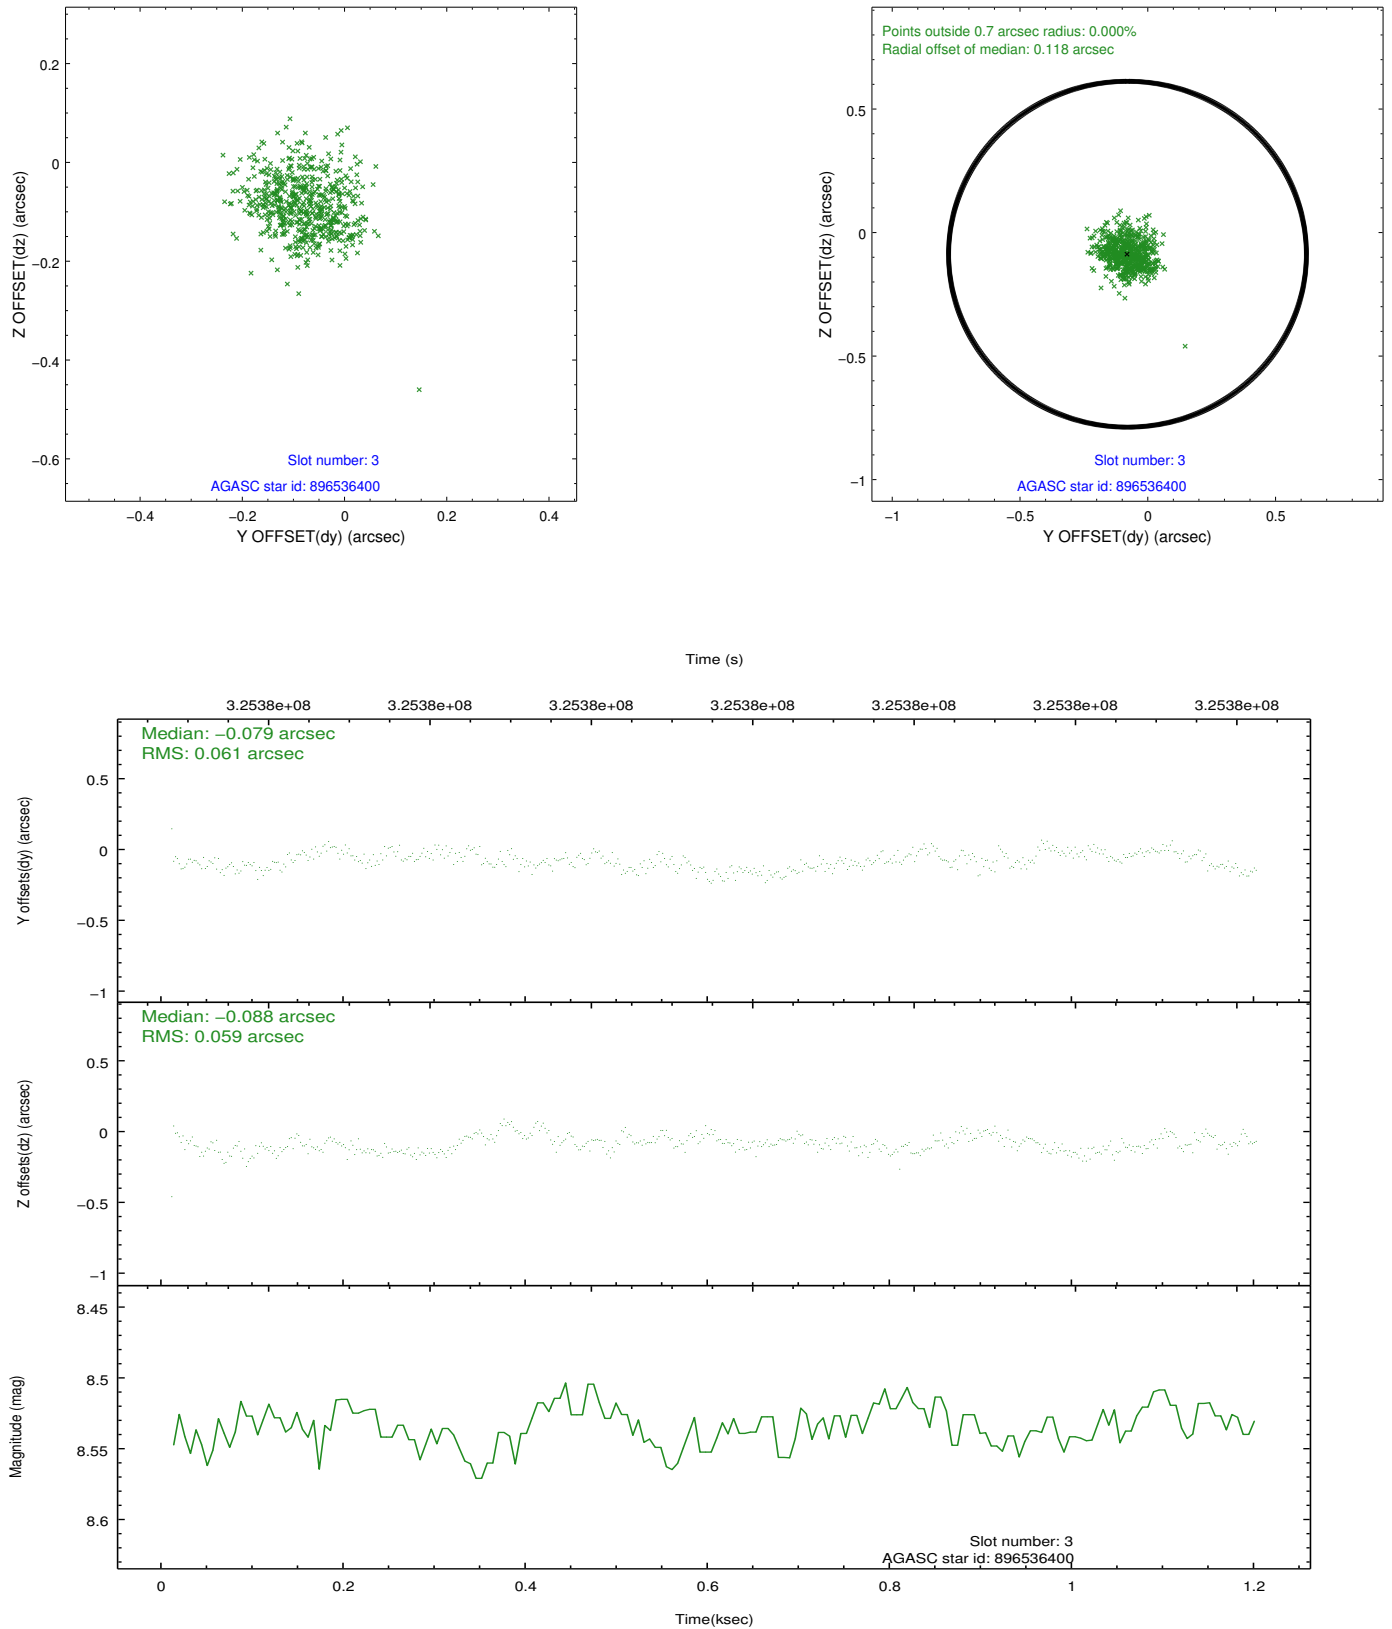 0.2
0
−0.2
−0.4
−0.6
Z OFFSET(dz) (arcsec)
Slot number: 3
AGASC star id: 896536400
−0.4
−0.2
0
0.2
0.4
Y OFFSET(dy) (arcsec)
Points outside 0.7 arcsec radius: 0.000%
Radial offset of median: 0.118 arcsec
0.5
0
−0.5
−1
Z OFFSET(dz) (arcsec)
Slot number: 3
AGASC star id: 896536400
−1
−0.5
0
0.5
Y OFFSET(dy) (arcsec)
Time (s)
3.2538e+08
3.2538e+08
3.2538e+08
3.2538e+08
3.2538e+08
3.2538e+08
3.2538e+08
Median: −0.079 arcsec
RMS: 0.061 arcsec
0.5
0
−0.5
−1
Y offsets(dy) (arcsec)
Median: −0.088 arcsec
RMS: 0.059 arcsec
0.5
0
−0.5
−1
Z offsets(dz) (arcsec)
8.45
8.5
8.55
8.6
Magnitude (mag)
Slot number: 3
AGASC star id: 896536400
0
0.2
0.4
0.6
0.8
1
1.2
Time(ksec)